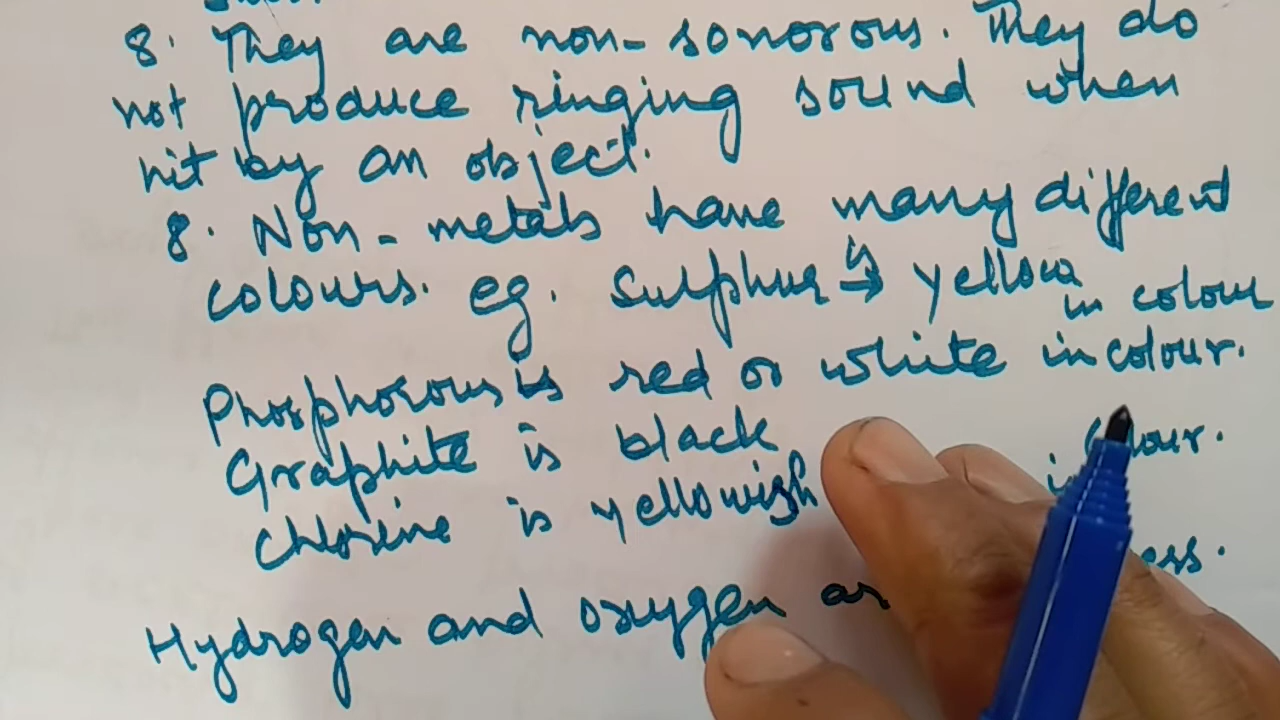 8. They are non-sonorous. They do
not produce ringing sound when
hit by an object.
8. Non-metals have many different
colours. eg. Sulphur is → yellow in colour
Phosphorous is red or white in colour.
Graphite is black
Chlorine is yellowish colour.
Hydrogen and oxygen